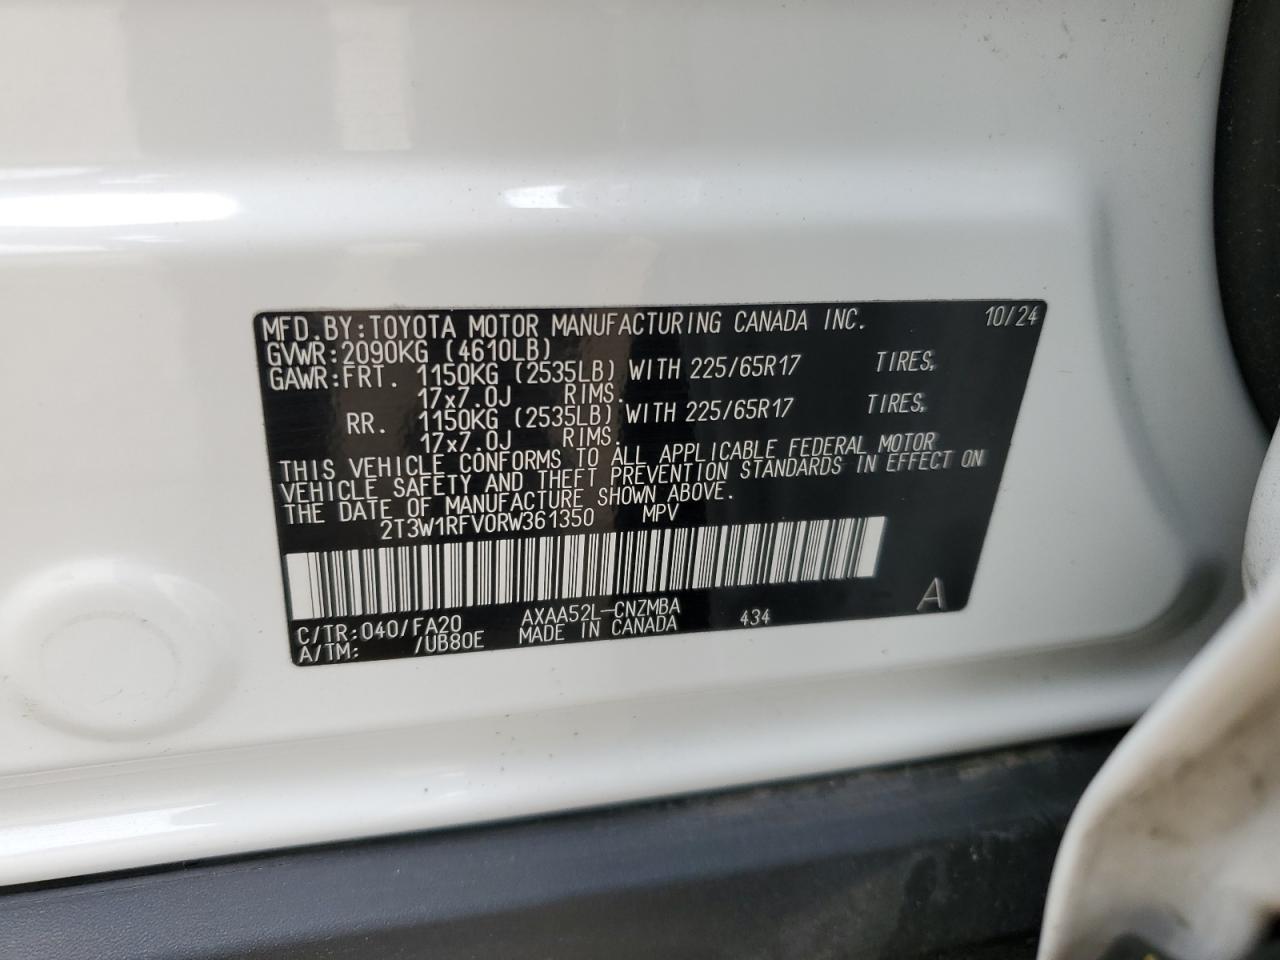 MFD.BY:TOYOTA MOTOR MANUFACTURING CANADA INC. 10/24
GVWR:2090KG (4610LB)
GAWR:FRT. 1150KG (2535LB) WITH 225/65R17 TIRES,
17x7.0J RIMS.
RR. 1150KG (2535LB) WITH 225/65R17 TIRES,
17x7.0J RIMS.
THIS VEHICLE CONFORMS TO ALL APPLICABLE FEDERAL MOTOR
VEHICLE SAFETY AND THEFT PREVENTION STANDARDS IN EFFECT ON
THE DATE OF MANUFACTURE SHOWN ABOVE.
2T3W1RFV0RW361350 MPV
C/TR:040/FA20 AXAA52L-CNZMBA 434 A
A/TM: /UB80E MADE IN CANADA